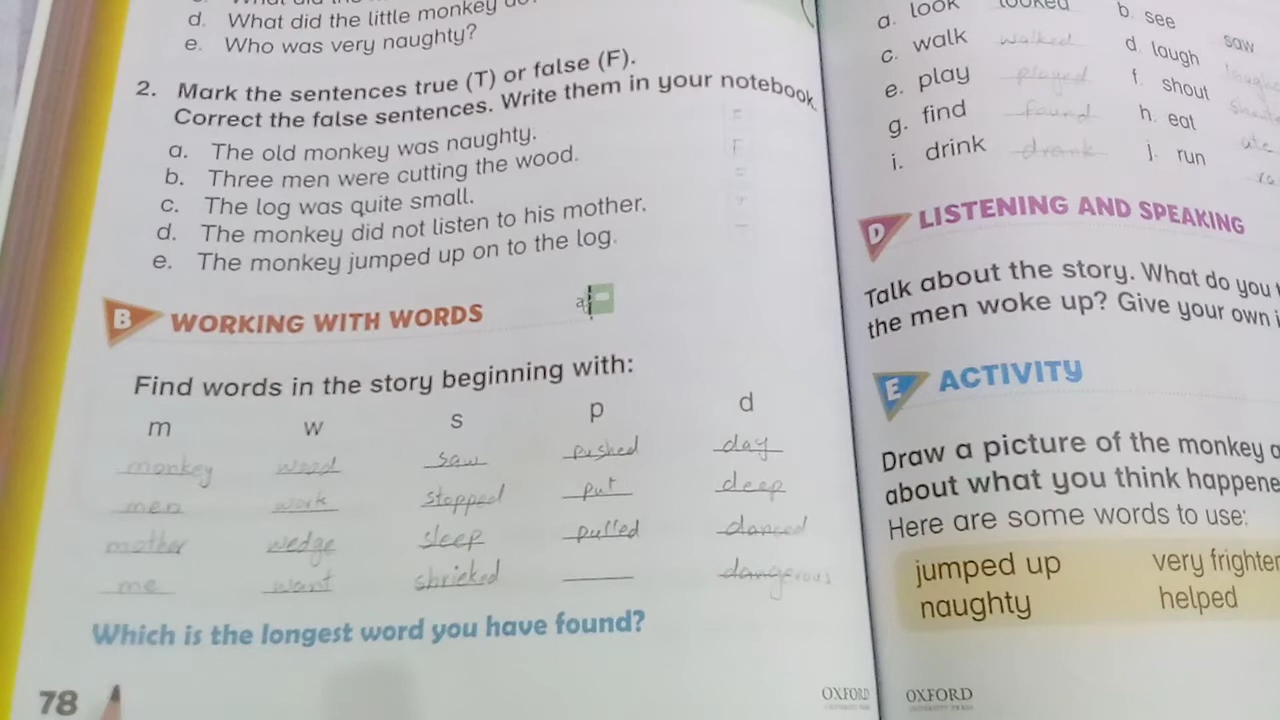 d. What did the little monkey do?
e. Who was very naughty?
2. Mark the sentences true (T) or false (F).
Correct the false sentences. Write them in your notebook.
a. The old monkey was naughty.
b. Three men were cutting the wood. F
c. The log was quite small.
d. The monkey did not listen to his mother.
e. The monkey jumped up on to the log.
B WORKING WITH WORDS
Find words in the story beginning with:
m w s p d
monkey wood saw pushed day
men work stopped put deep
mother wedge sleep pulled danced
me want shrieked dangerous
Which is the longest word you have found?
78
OXFORD
a. look looked b. see saw
c. walk walked d. laugh
e. play played f. shout
g. find found h. eat ate
i. drink drank j. run
D LISTENING AND SPEAKING
Talk about the story. What do you
the men woke up? Give your own
E ACTIVITY
Draw a picture of the monkey
about what you think
Here are some words to use:
jumped up very
naughty helped
OXFORD